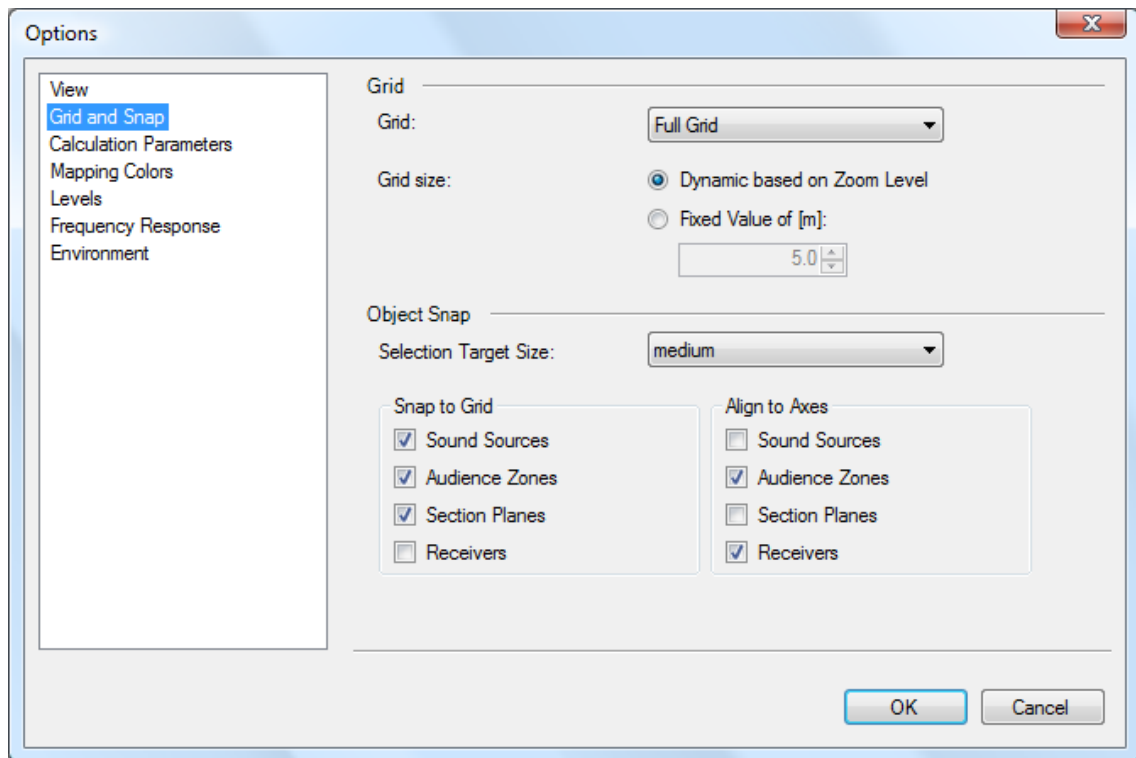 Options
View
Grid and Snap
Calculation Parameters
Mapping Colors
Levels
Frequency Response
Environment
Grid
Grid:
Full Grid
Grid size:
Dynamic based on Zoom Level
Fixed Value of [m]:
5.0
Object Snap
Selection Target Size:
medium
Snap to Grid
Sound Sources
Audience Zones
Section Planes
Receivers
Align to Axes
Sound Sources
Audience Zones
Section Planes
Receivers
OK
Cancel